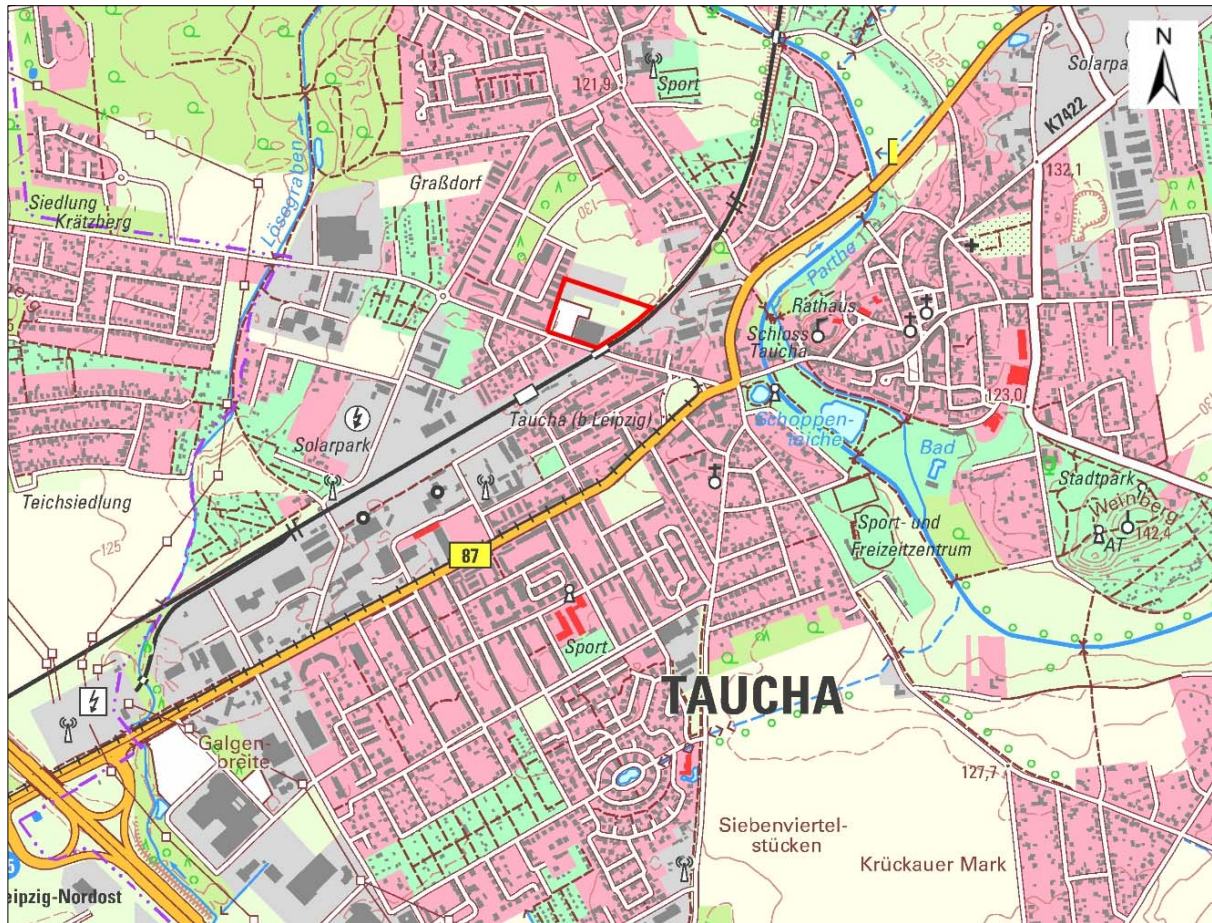 N
Solarpa
K7422
Sport
121,9
132,1
Graßdorf
130
Siedlung
Krätzberg
Lösegraben
Parthe
Rathaus
Schloss
Taucha
123,0
130
Taucha (b Leipzig)
Schoppen-
teiche
Bad
Solarpark
Stadtpark
Weinberg
142,4
AT
Teichsiedlung
125
Sport- und
Freizeitzentrum
87
Sport
TAUCHA
Galgen-
breite
127,7
Siebenviertel-
stücken
Krückauer Mark
eipzig-Nordost